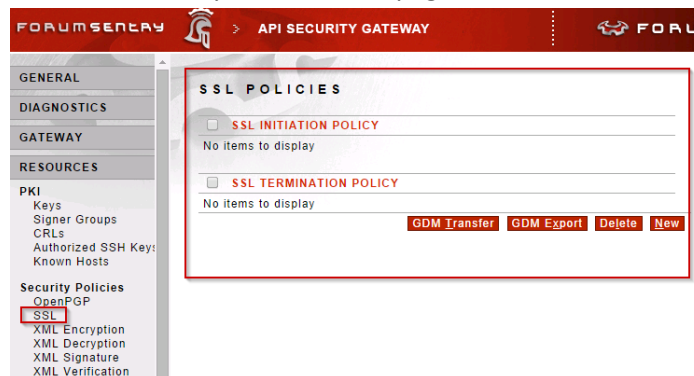 FORUMSENTRY
> API SECURITY GATEWAY
GENERAL
DIAGNOSTICS
GATEWAY
RESOURCES
PKI
Keys
Signer Groups
CRLs
Authorized SSH Keys
Known Hosts
Security Policies
OpenPGP
SSL
XML Encryption
XML Decryption
XML Signature
XML Verification
SSL POLICIES
SSL INITIATION POLICY
No items to display
SSL TERMINATION POLICY
No items to display
GDM Transfer GDM Export Delete New